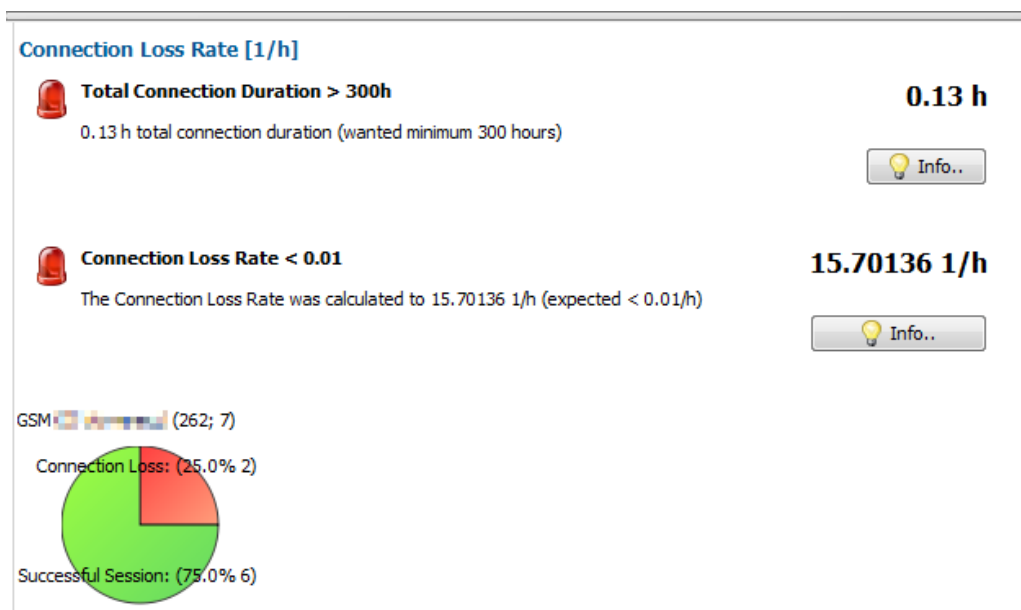 Connection Loss Rate [1/h]
Total Connection Duration > 300h
0.13 h
0.13 h total connection duration (wanted minimum 300 hours)
Info..
Connection Loss Rate < 0.01
15.70136 1/h
The Connection Loss Rate was calculated to 15.70136 1/h (expected < 0.01/h)
Info..
GSM (262; 7)
Connection Loss: (25.0% 2)
Successful Session: (75.0% 6)